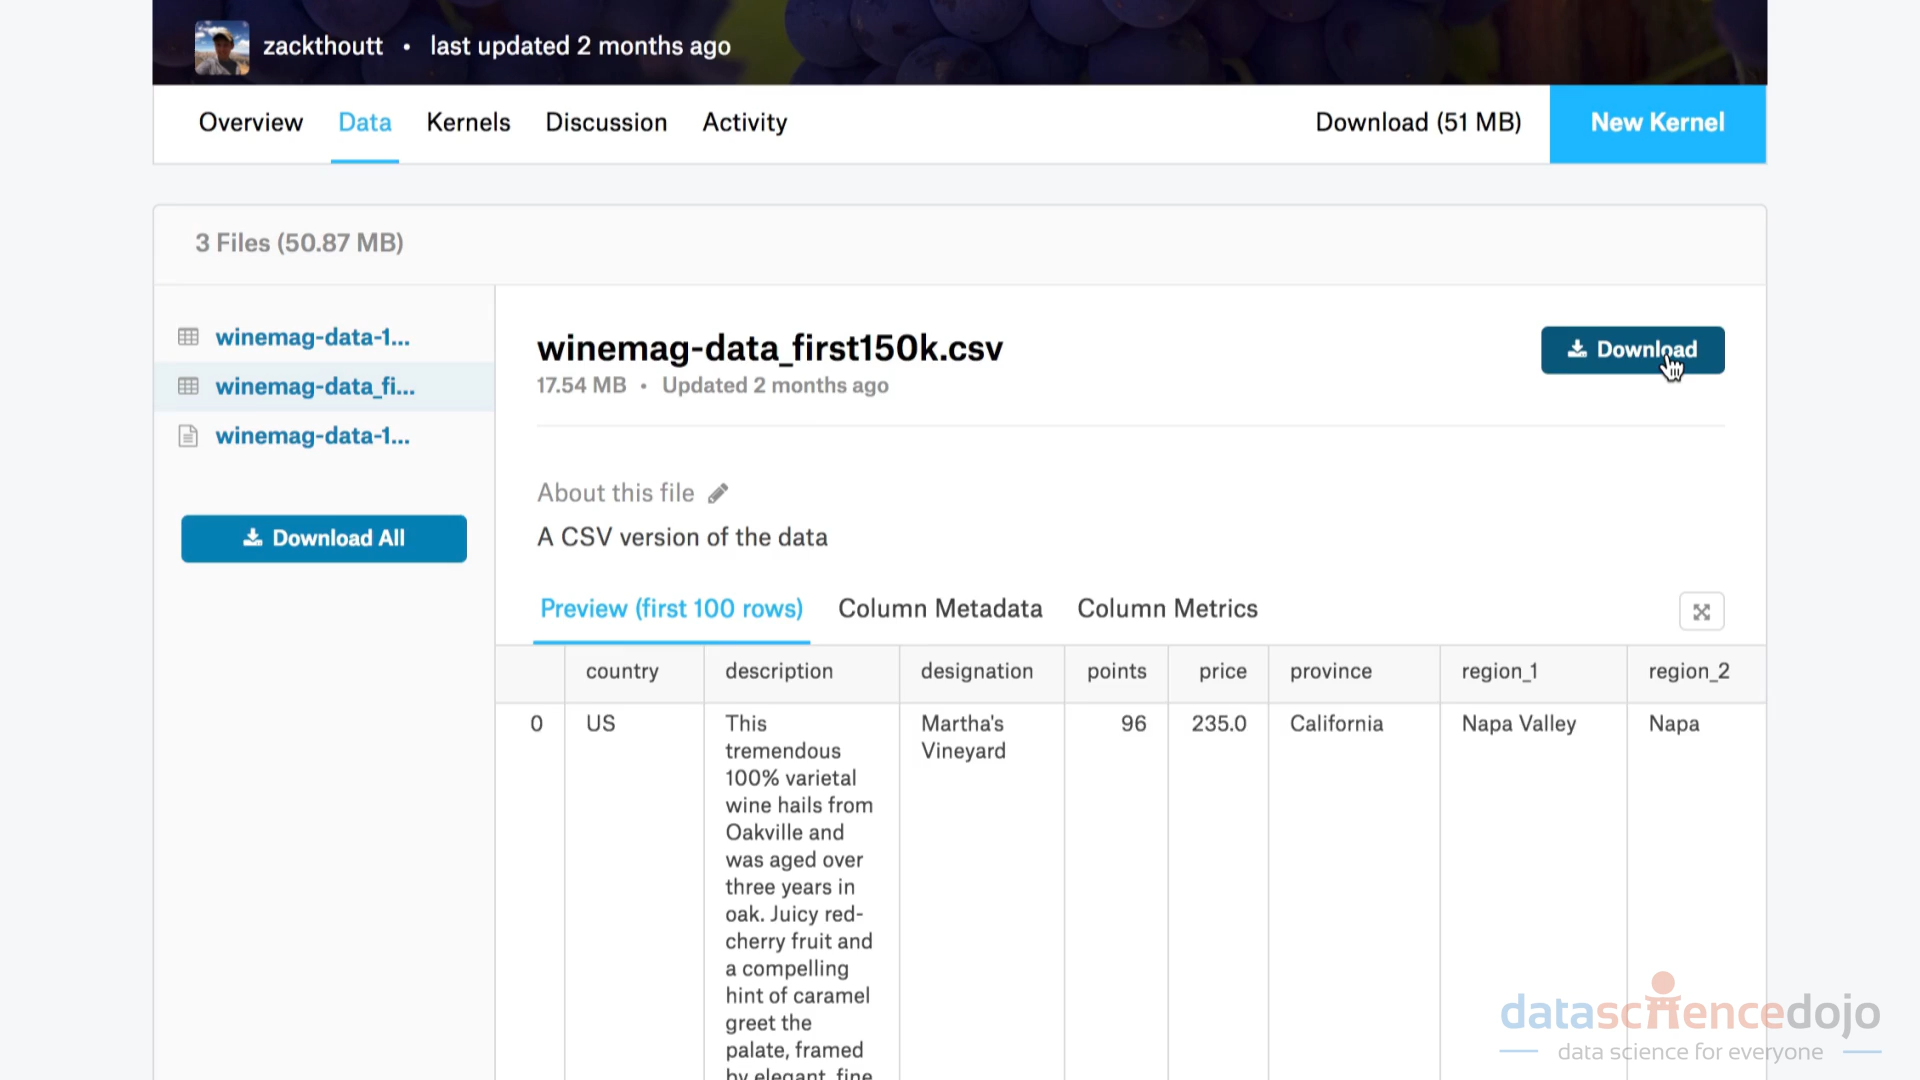 zackthoutt • last updated 2 months ago
Overview Data Kernels Discussion Activity Download (51 MB) New Kernel
3 Files (50.87 MB)
winemag-data-1...
winemag-data_fi...
winemag-data-1...
Download All
winemag-data_first150k.csv
17.54 MB • Updated 2 months ago
Download
About this file
A CSV version of the data
Preview (first 100 rows) Column Metadata Column Metrics
country description designation points price province region_1 region_2
0 US This Martha's 96 235.0 California Napa Valley Napa
tremendous Vineyard
100% varietal
wine hails from
Oakville and
was aged over
three years in
oak. Juicy red-
cherry fruit and
a compelling
hint of caramel
greet the
palate, framed
by elegant, fine
datasciencedojo
data science for everyone